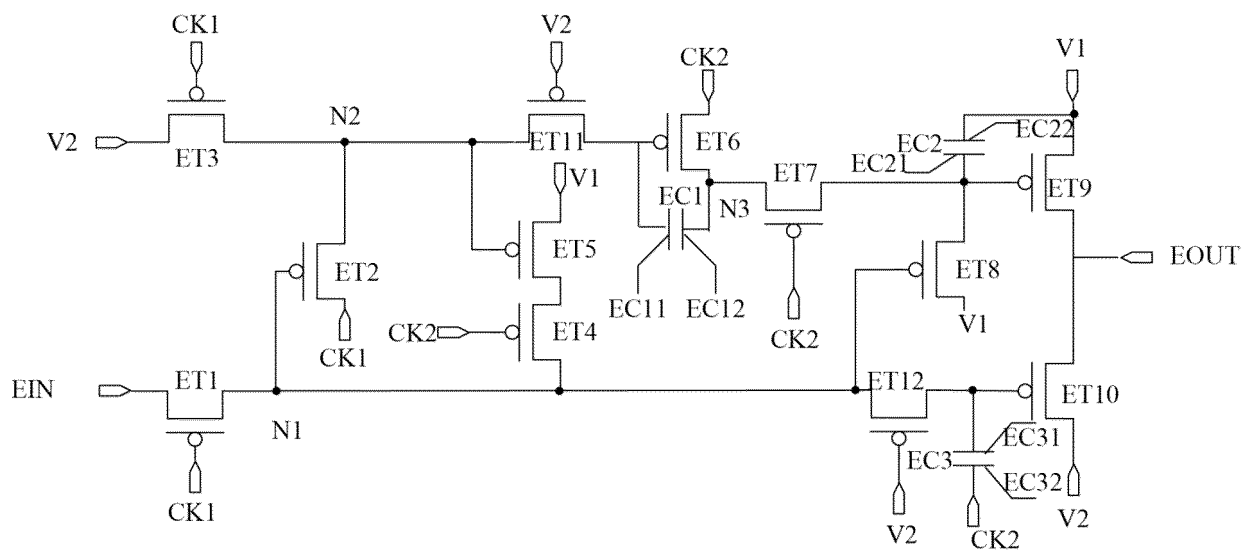 CK1
V2
V1
CK2
N2
V2
ET3
ET11
ET6
EC2
EC22
EC21
V1
EC1
N3
ET7
ET9
ET2
ET5
ET8
EOUT
EC11
EC12
CK2
ET4
CK2
V1
CK1
EIN
ET1
N1
ET12
ET10
CK1
EC3
EC31
EC32
V2
CK2
V2